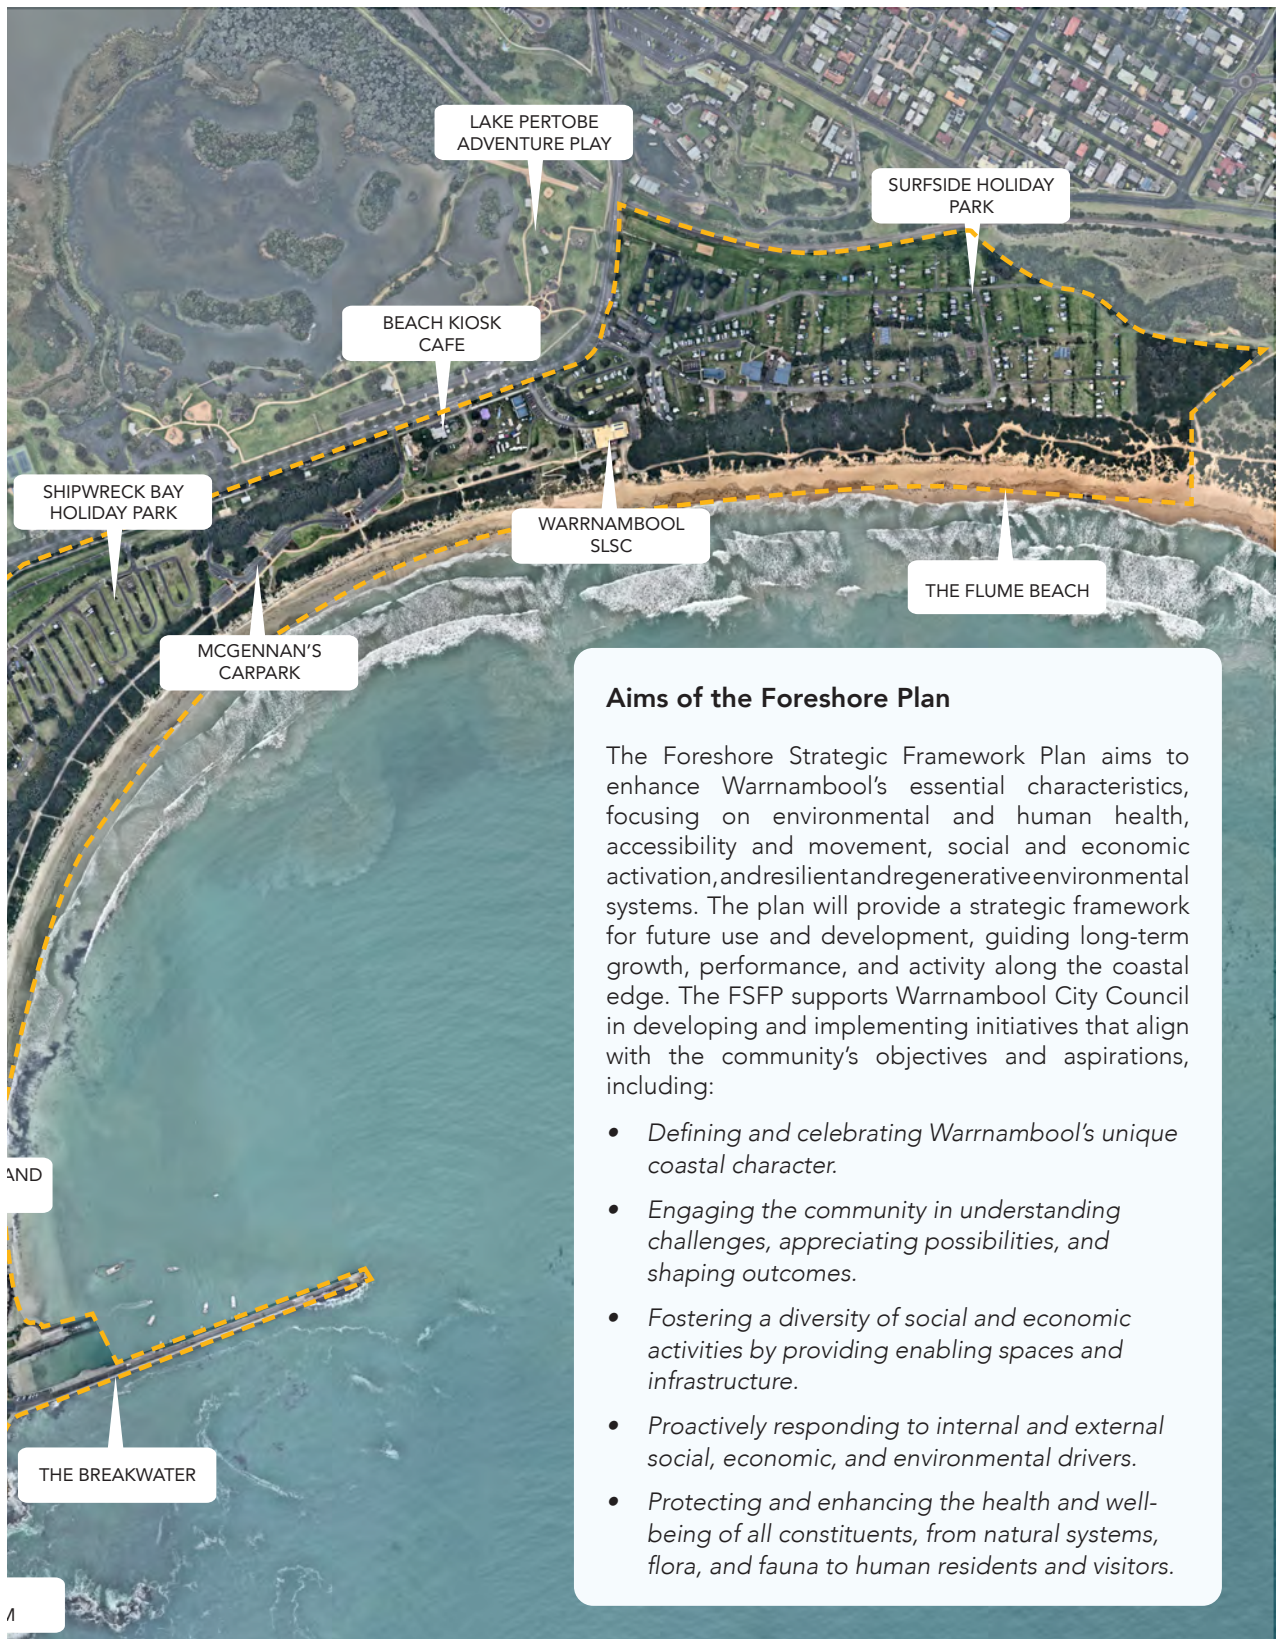 LAKE PERTOBE
ADVENTURE PLAY
SURFSIDE HOLIDAY
PARK
BEACH KIOSK
CAFE
SHIPWRECK BAY
HOLIDAY PARK
WARRNAMBOOL
SLSC
THE FLUME BEACH
MCGENNAN'S
CARPARK
Aims of the Foreshore Plan
The Foreshore Strategic Framework Plan aims to
enhance Warrnambool's essential characteristics,
focusing on environmental and human health,
accessibility and movement, social and economic
activation, and resilient and regenerative environmental
systems. The plan will provide a strategic framework
for future use and development, guiding long-term
growth, performance, and activity along the coastal
edge. The FSFP supports Warrnambool City Council
in developing and implementing initiatives that align
with the community's objectives and aspirations,
including:
• Defining and celebrating Warrnambool's unique
coastal character.
• Engaging the community in understanding
challenges, appreciating possibilities, and
shaping outcomes.
• Fostering a diversity of social and economic
activities by providing enabling spaces and
infrastructure.
• Proactively responding to internal and external
social, economic, and environmental drivers.
• Protecting and enhancing the health and well-
being of all constituents, from natural systems,
flora, and fauna to human residents and visitors.
AND
THE BREAKWATER
M